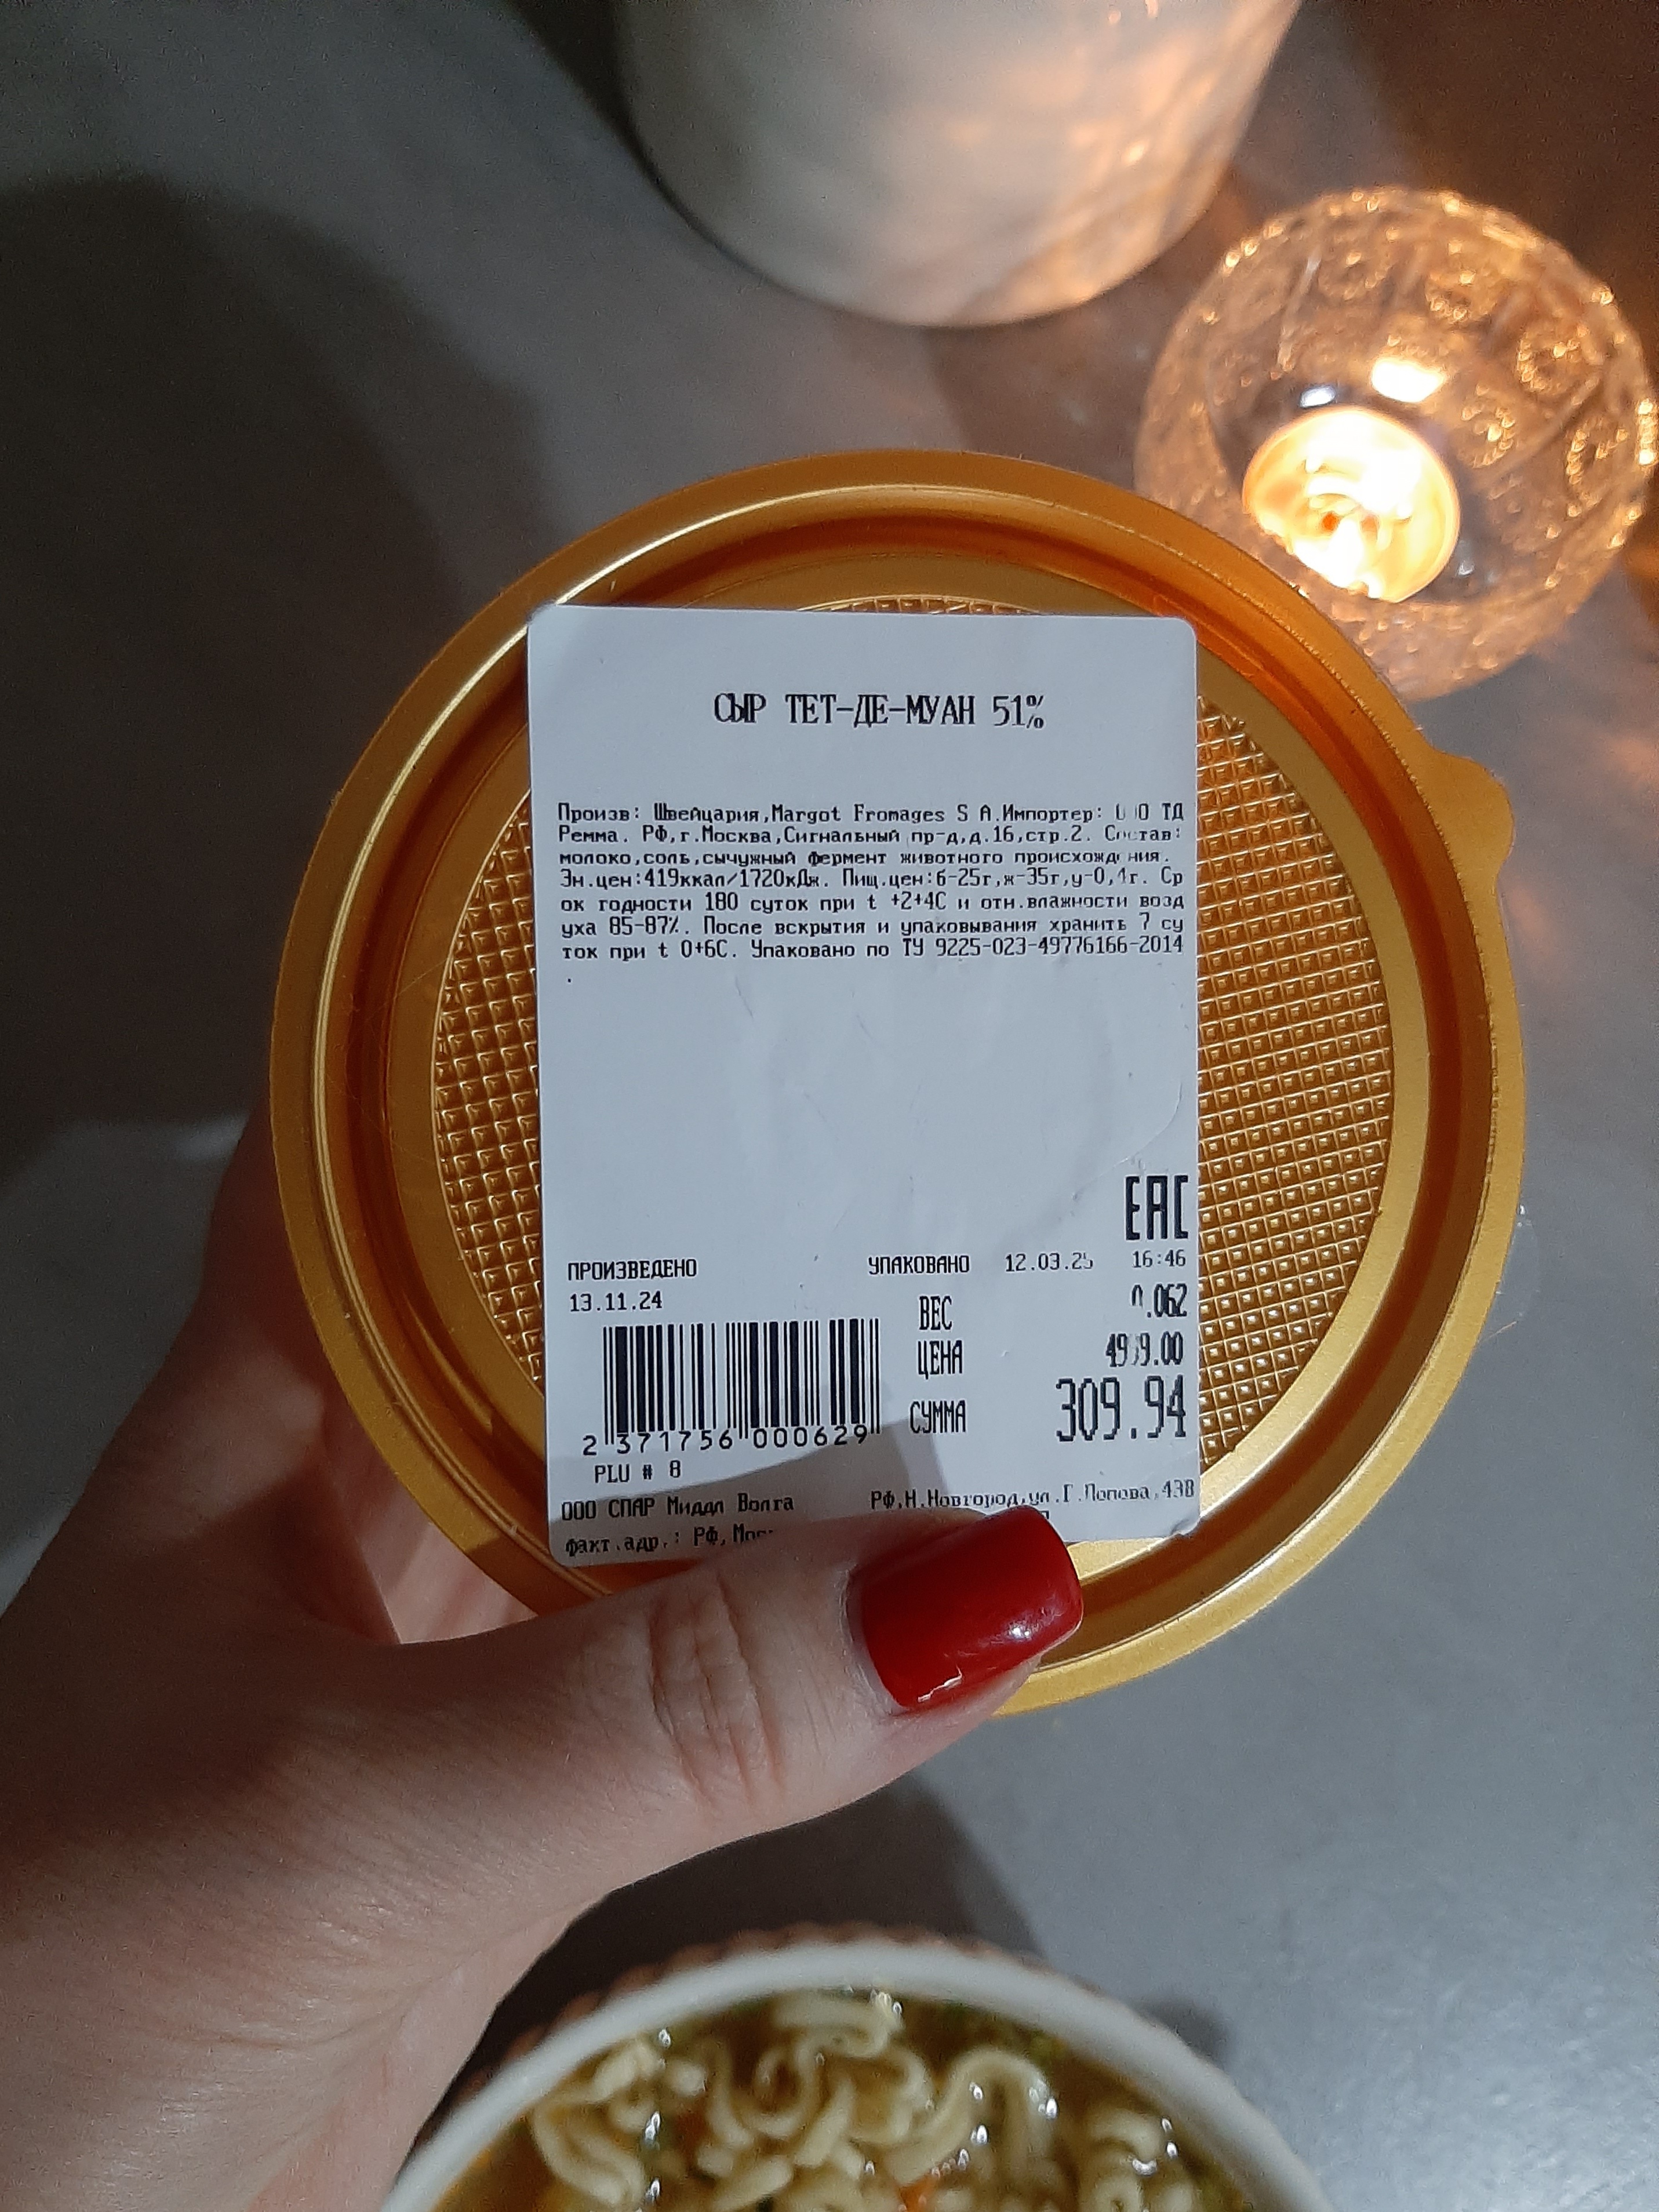 СЫР ТЕТ-ДЕ-МУАН 51%
Произв: Швейцария,Margot Fromages S A.Импортер: ООО ТД
Ремма. РФ,г.Москва,Сигнальный пр-д,д.16,стр.2. Состав:
молоко,соль,сычужный фермент животного происхождения.
Эн.цен:419ккал/1720кДж. Пищ.цен:б-25г,ж-35г,у-0,1г. Ср
ок годности 180 суток при t +2+4C и отн.влажности возд
уха 85-87%. После вскрытия и упаковывания хранить 7 су
ток при t 0+6C. Упаковано по ТУ 9225-023-49776166-2014
.
EAC
ПРОИЗВЕДЕНО УПАКОВАНО 12.03.25 16:46
13.11.24
ВЕС 0.062
ЦЕНА 4999.00
СУММА 309.94
2 371756 000629
PLU # 8
ООО СПАР Миддл Волга РФ,Н.Новгород,ул.Г.Попова,43В
факт.адр.: РФ,